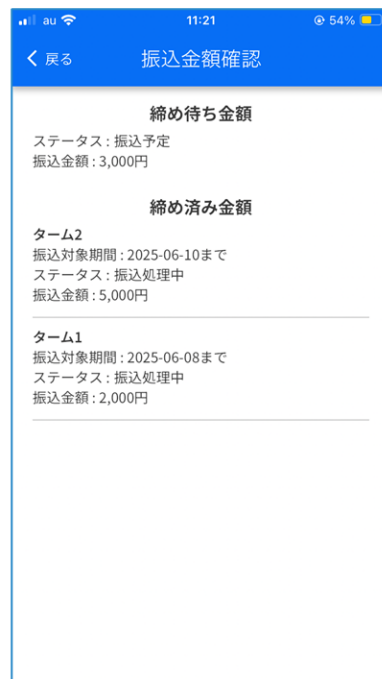 au 11:21 54%
戻る 振込金額確認
締め待ち金額
ステータス : 振込予定
振込金額 : 3,000円
締め済み金額
ターム2
振込対象期間 : 2025-06-10まで
ステータス : 振込処理中
振込金額 : 5,000円
ターム1
振込対象期間 : 2025-06-08まで
ステータス : 振込処理中
振込金額 : 2,000円